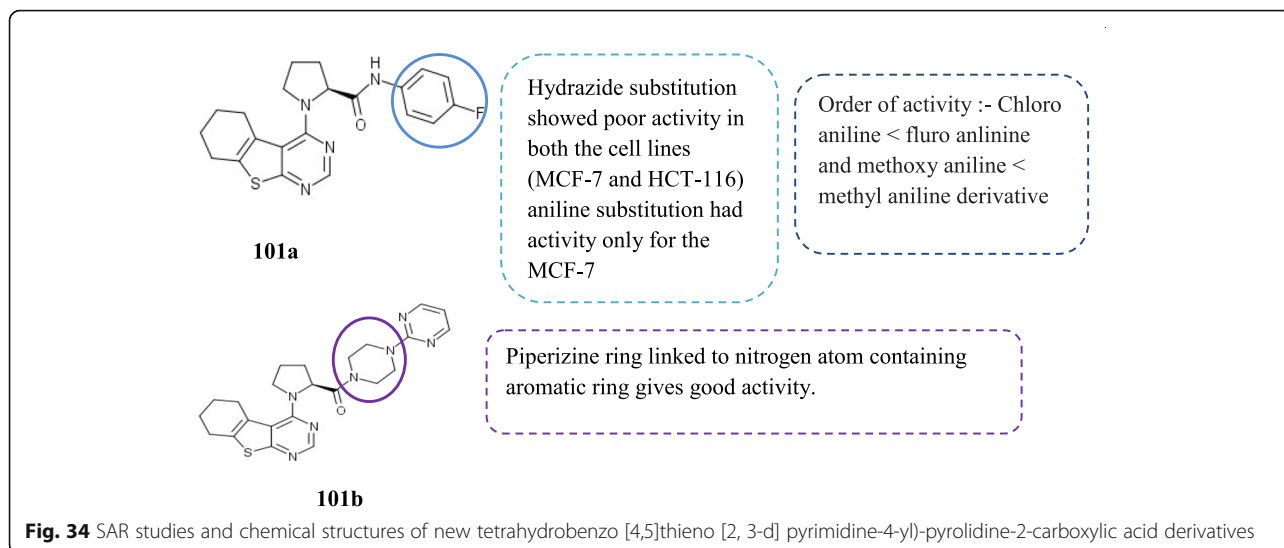 H
N
N
O
F
N
N
S
101a
Hydrazide substitution
showed poor activity in
both the cell lines
(MCF-7 and HCT-116)
aniline substitution had
activity only for the
MCF-7
Order of activity :- Chloro
aniline < fluro anlinine
and methoxy aniline <
methyl aniline derivative
N
N
N
N
N
O
N
N
S
101b
Piperizine ring linked to nitrogen atom containing
aromatic ring gives good activity.
Fig. 34 SAR studies and chemical structures of new tetrahydrobenzo [4,5]thieno [2, 3-d] pyrimidine-4-yl)-pyrolidine-2-carboxylic acid derivatives